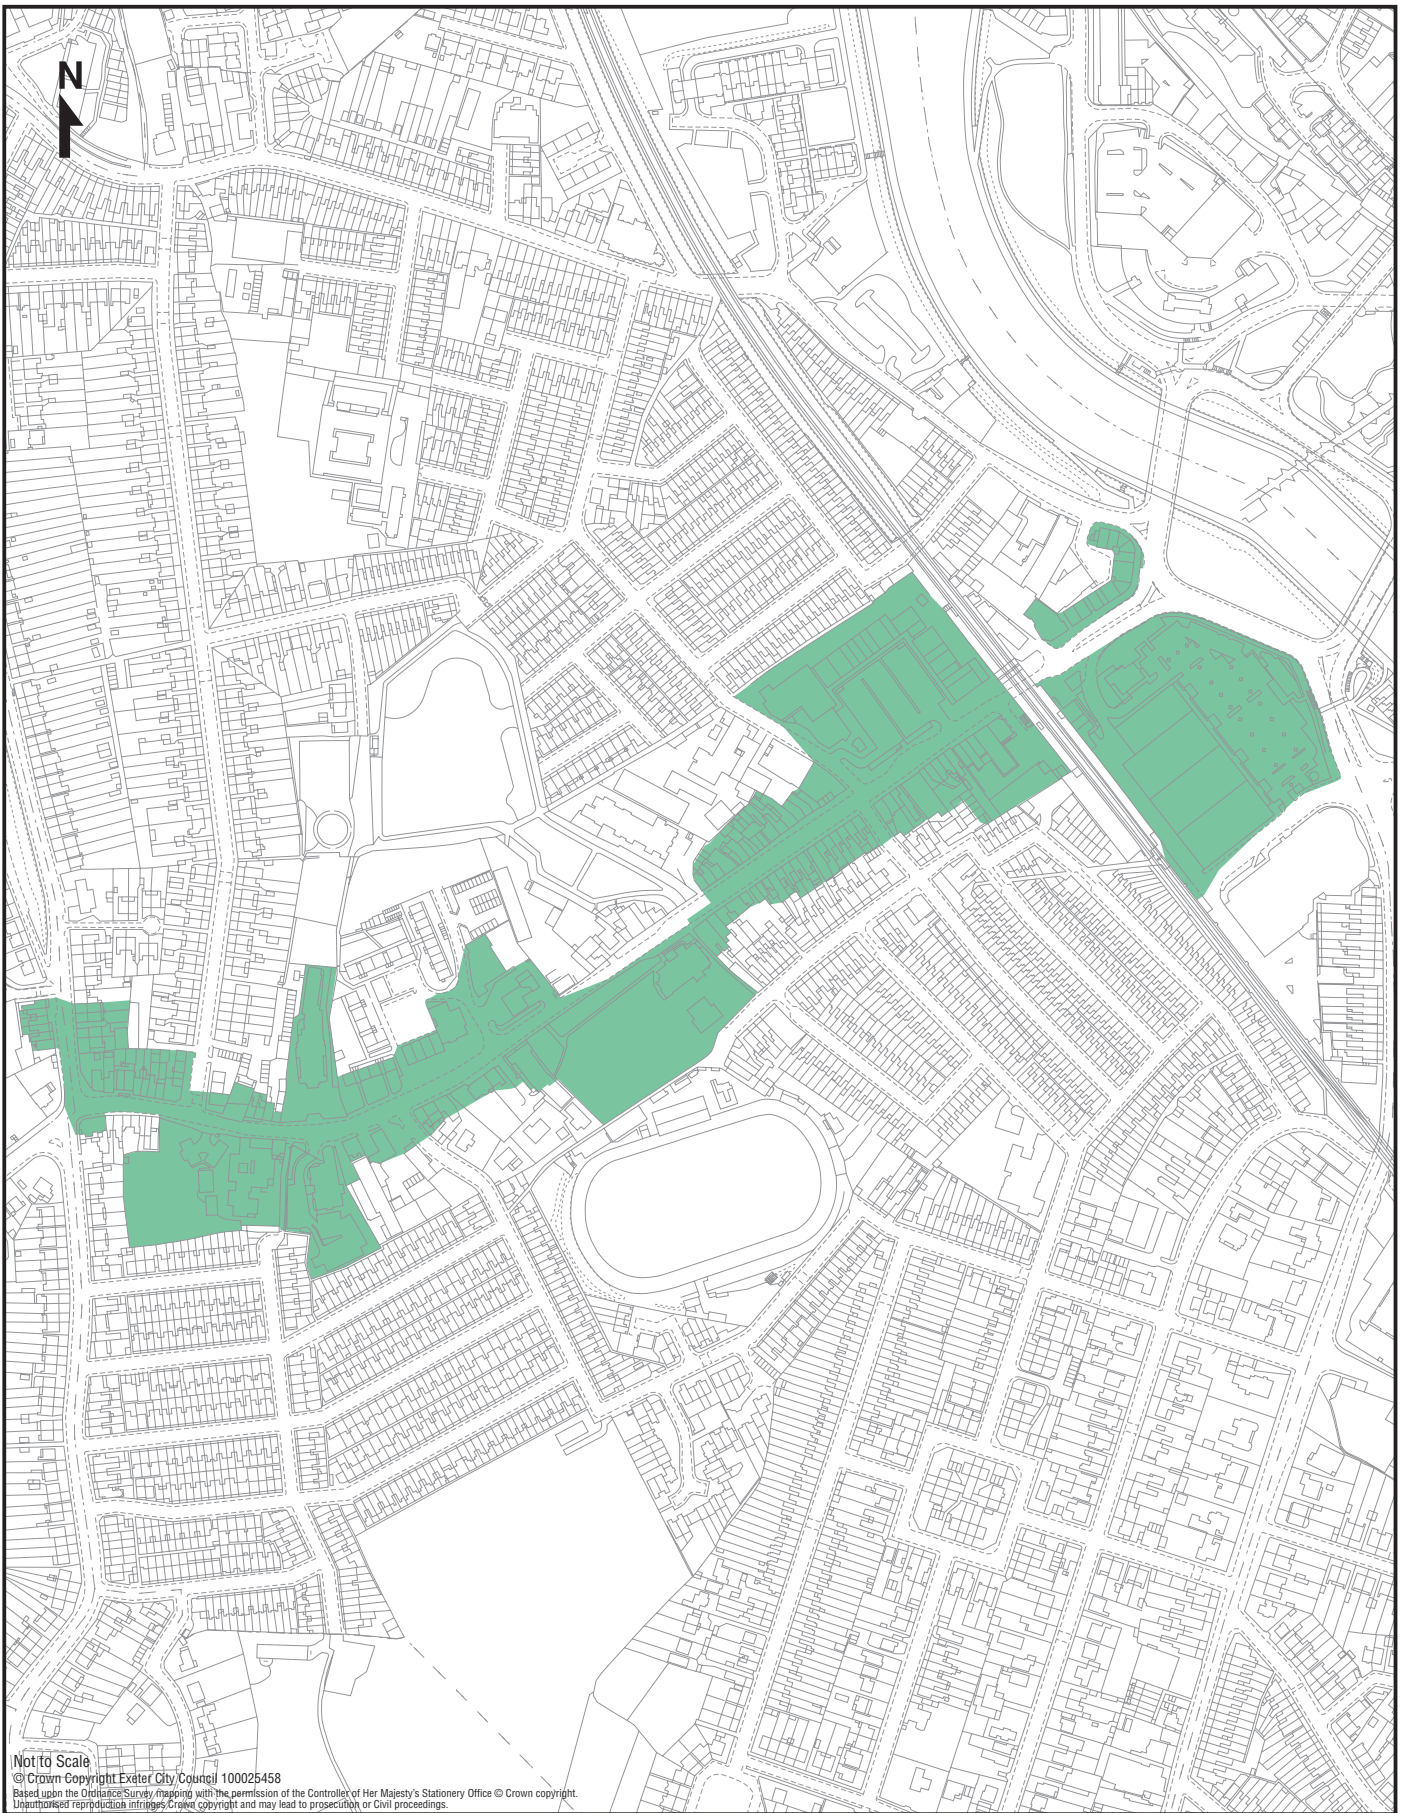 N
Not to Scale
© Crown Copyright Exeter City Council 100025458
Based upon the Ordnance Survey mapping with the permission of the Controller of Her Majesty's Stationery Office © Crown copyright.
Unauthorised reproduction infringes Crown copyright and may lead to prosecution or Civil proceedings.